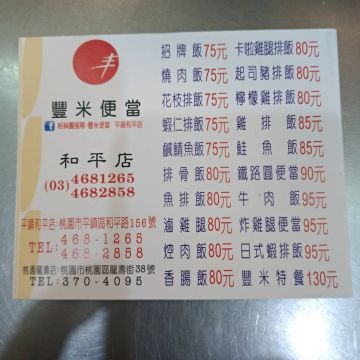 豐米便當
粉絲團搜尋:豐米便當 平鎮和平店
和平店
(03) 4681265
4682858
平鎮和平店:桃園市平鎮區和平路156號
TEL: 468-1265
468-2858
桃園龍壽店:桃園市桃園區龍壽街38號
TEL:370-4095
招牌飯75元
燒肉飯75元
花枝排飯75元
蝦仁排飯75元
鹹鯖魚飯75元
排骨飯80元
魚排飯80元
滷雞腿80元
焢肉飯80元
香腸飯80元
卡啦雞腿排飯80元
起司豬排飯80元
檸檬雞排飯80元
雞排飯85元
鮭魚飯85元
鐵路圓便當90元
牛肉飯95元
炸雞腿便當95元
日式蝦排飯95元
豐米特餐130元